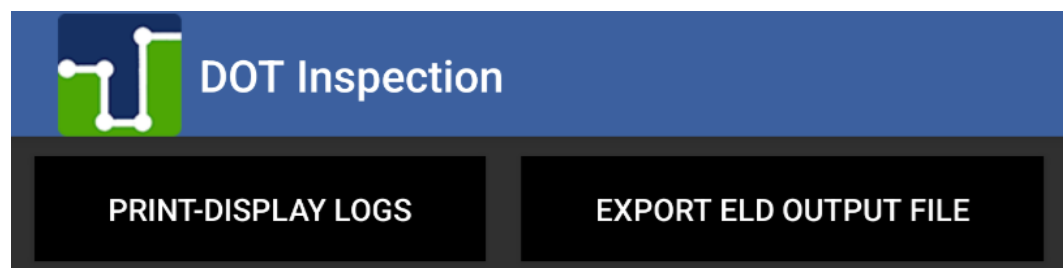 DOT Inspection
PRINT-DISPLAY LOGS
EXPORT ELD OUTPUT FILE